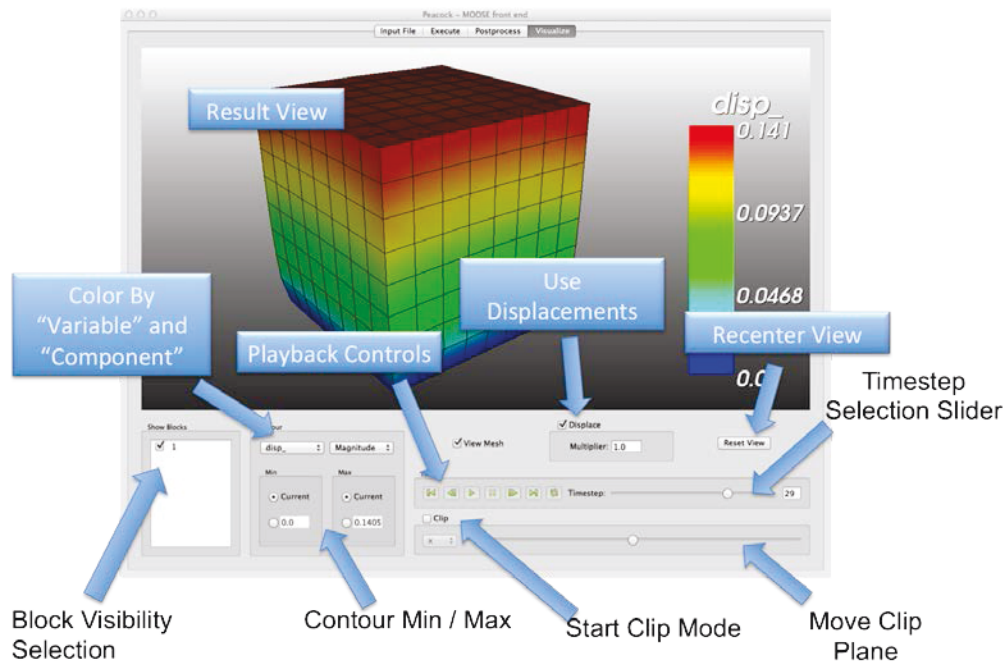 Peacock – MOOSE front end
Input File Execute Postprocess Visualize
Result View
disp_
0.141
0.0937
0.0468
0.0
Color By
"Variable" and
"Component"
Playback Controls
Use
Displacements
Recenter View
Timestep
Selection Slider
Show Blocks
1
disp_
Magnitude
Min
Current
0.0
Max
Current
0.1405
View Mesh
Displace
Multiplier: 1.0
Reset View
Timestep:
29
Clip
x
Block Visibility
Selection
Contour Min / Max
Start Clip Mode
Move Clip
Plane